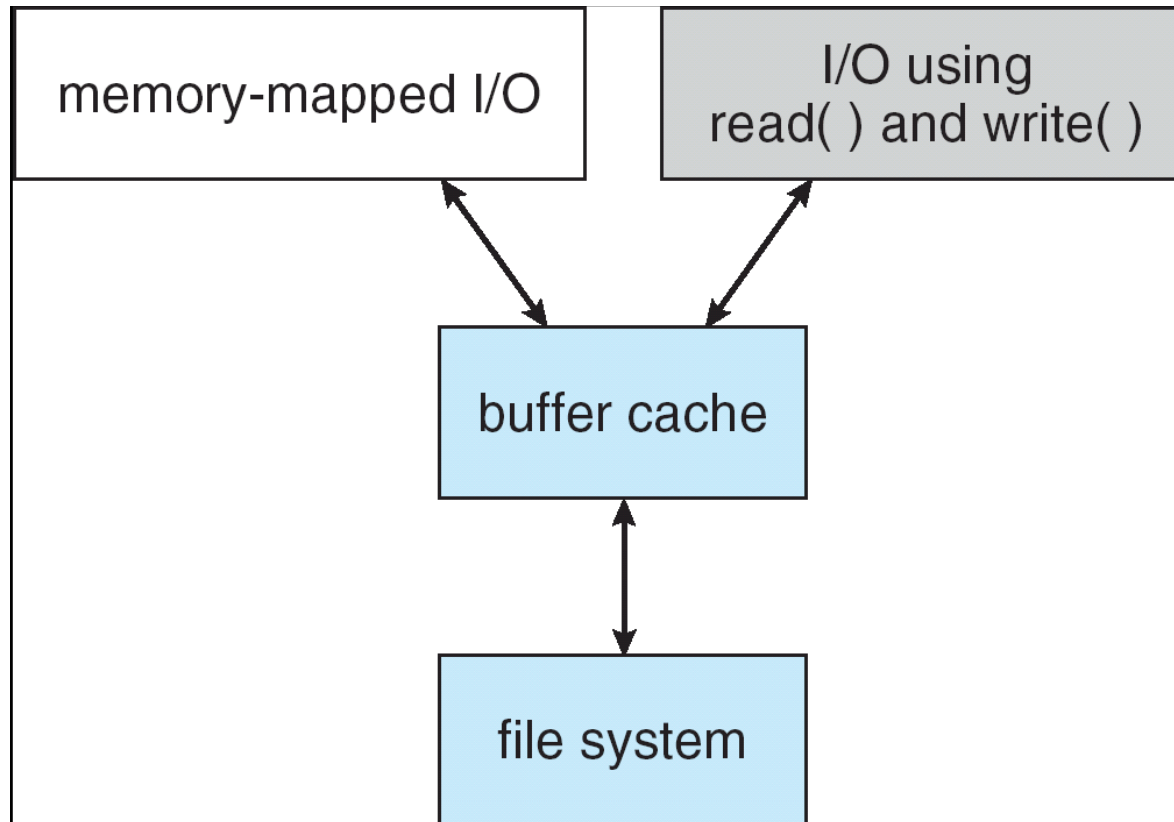 memory-mapped I/O
I/O using
read( ) and write( )
buffer cache
file system